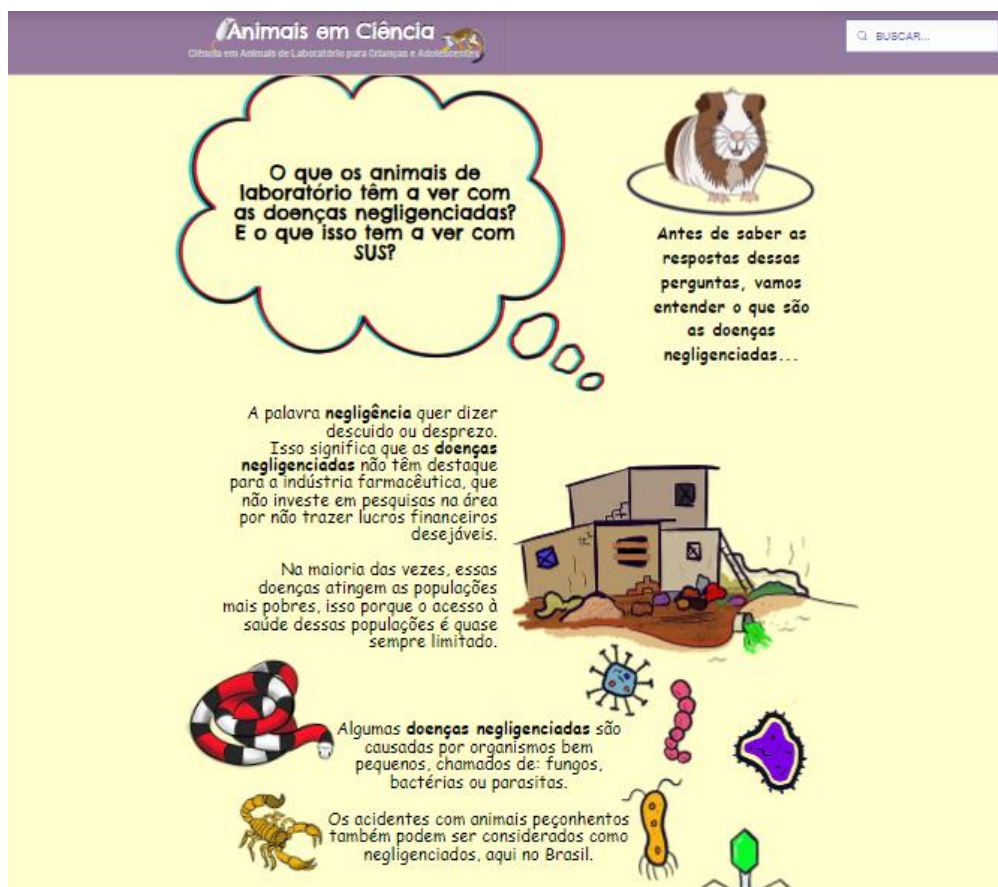 Animais em Ciência
Ciência em Animais de Laboratório para Crianças e Adolescentes
BUSCAR...
O que os animais de
laboratório têm a ver com
as doenças negligenciadas?
E o que isso tem a ver com
SUS?
Antes de saber as
respostas dessas
perguntas, vamos
entender o que são
as doenças
negligenciadas...
A palavra negligência quer dizer
descuido ou desprezo.
Isso significa que as doenças
negligenciadas não têm destaque
para a indústria farmacêutica, que
não investe em pesquisas na área
por não trazer lucros financeiros
desejáveis.
Na maioria das vezes, essas
doenças atingem as populações
mais pobres, isso porque o acesso à
saúde dessas populações é quase
sempre limitado.
Algumas doenças negligenciadas são
causadas por organismos bem
pequenos, chamados de: fungos,
bactérias ou parasitas.
Os acidentes com animais peçonhentos
também podem ser considerados como
negligenciados, aqui no Brasil.